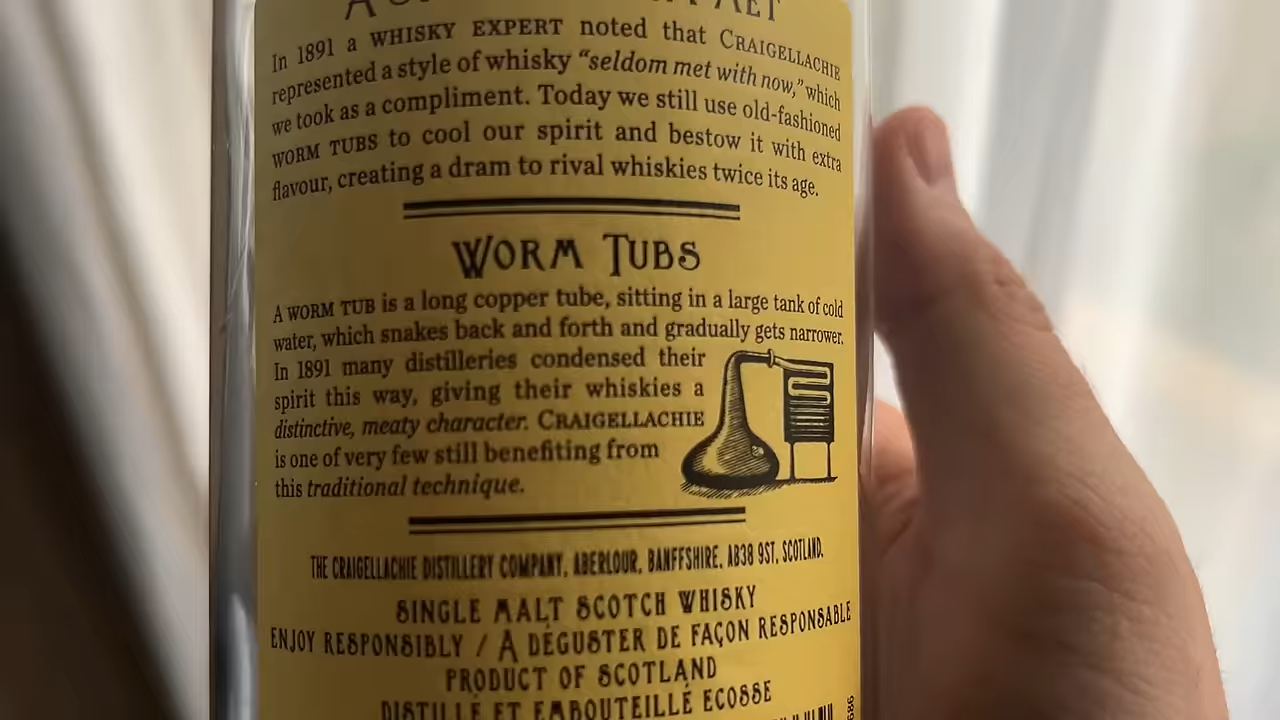 In 1891 a WHISKY EXPERT noted that CRAIGELLACHIE
represented a style of whisky “seldom met with now,” which
we took as a compliment. Today we still use old-fashioned
WORM TUBS to cool our spirit and bestow it with extra
flavour, creating a dram to rival whiskies twice its age.
WORM TUBS
A WORM TUB is a long copper tube, sitting in a large tank of cold
water, which snakes back and forth and gradually gets narrower.
In 1891 many distilleries condensed their
spirit this way, giving their whiskies a
distinctive, meaty character. CRAIGELLACHIE
is one of very few still benefiting from
this traditional technique.
THE CRAIGELLACHIE DISTILLERY COMPANY, ABERLOUR, BANFFSHIRE, AB38 9ST, SCOTLAND.
SINGLE MALT SCOTCH WHISKY
ENJOY RESPONSIBLY / A DÉGUSTER DE FAÇON RESPONSABLE
PRODUCT OF SCOTLAND
DISTILLÉ ET EMBOUTEILLÉ ECOSSE